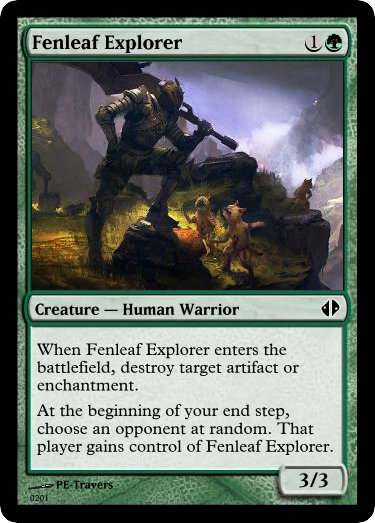 Fenleaf Explorer 1
Creature — Human Warrior
When Fenleaf Explorer enters the
battlefield, destroy target artifact or
enchantment.
At the beginning of your end step,
choose an opponent at random. That
player gains control of Fenleaf Explorer.
3/3
PE-Travers
0201